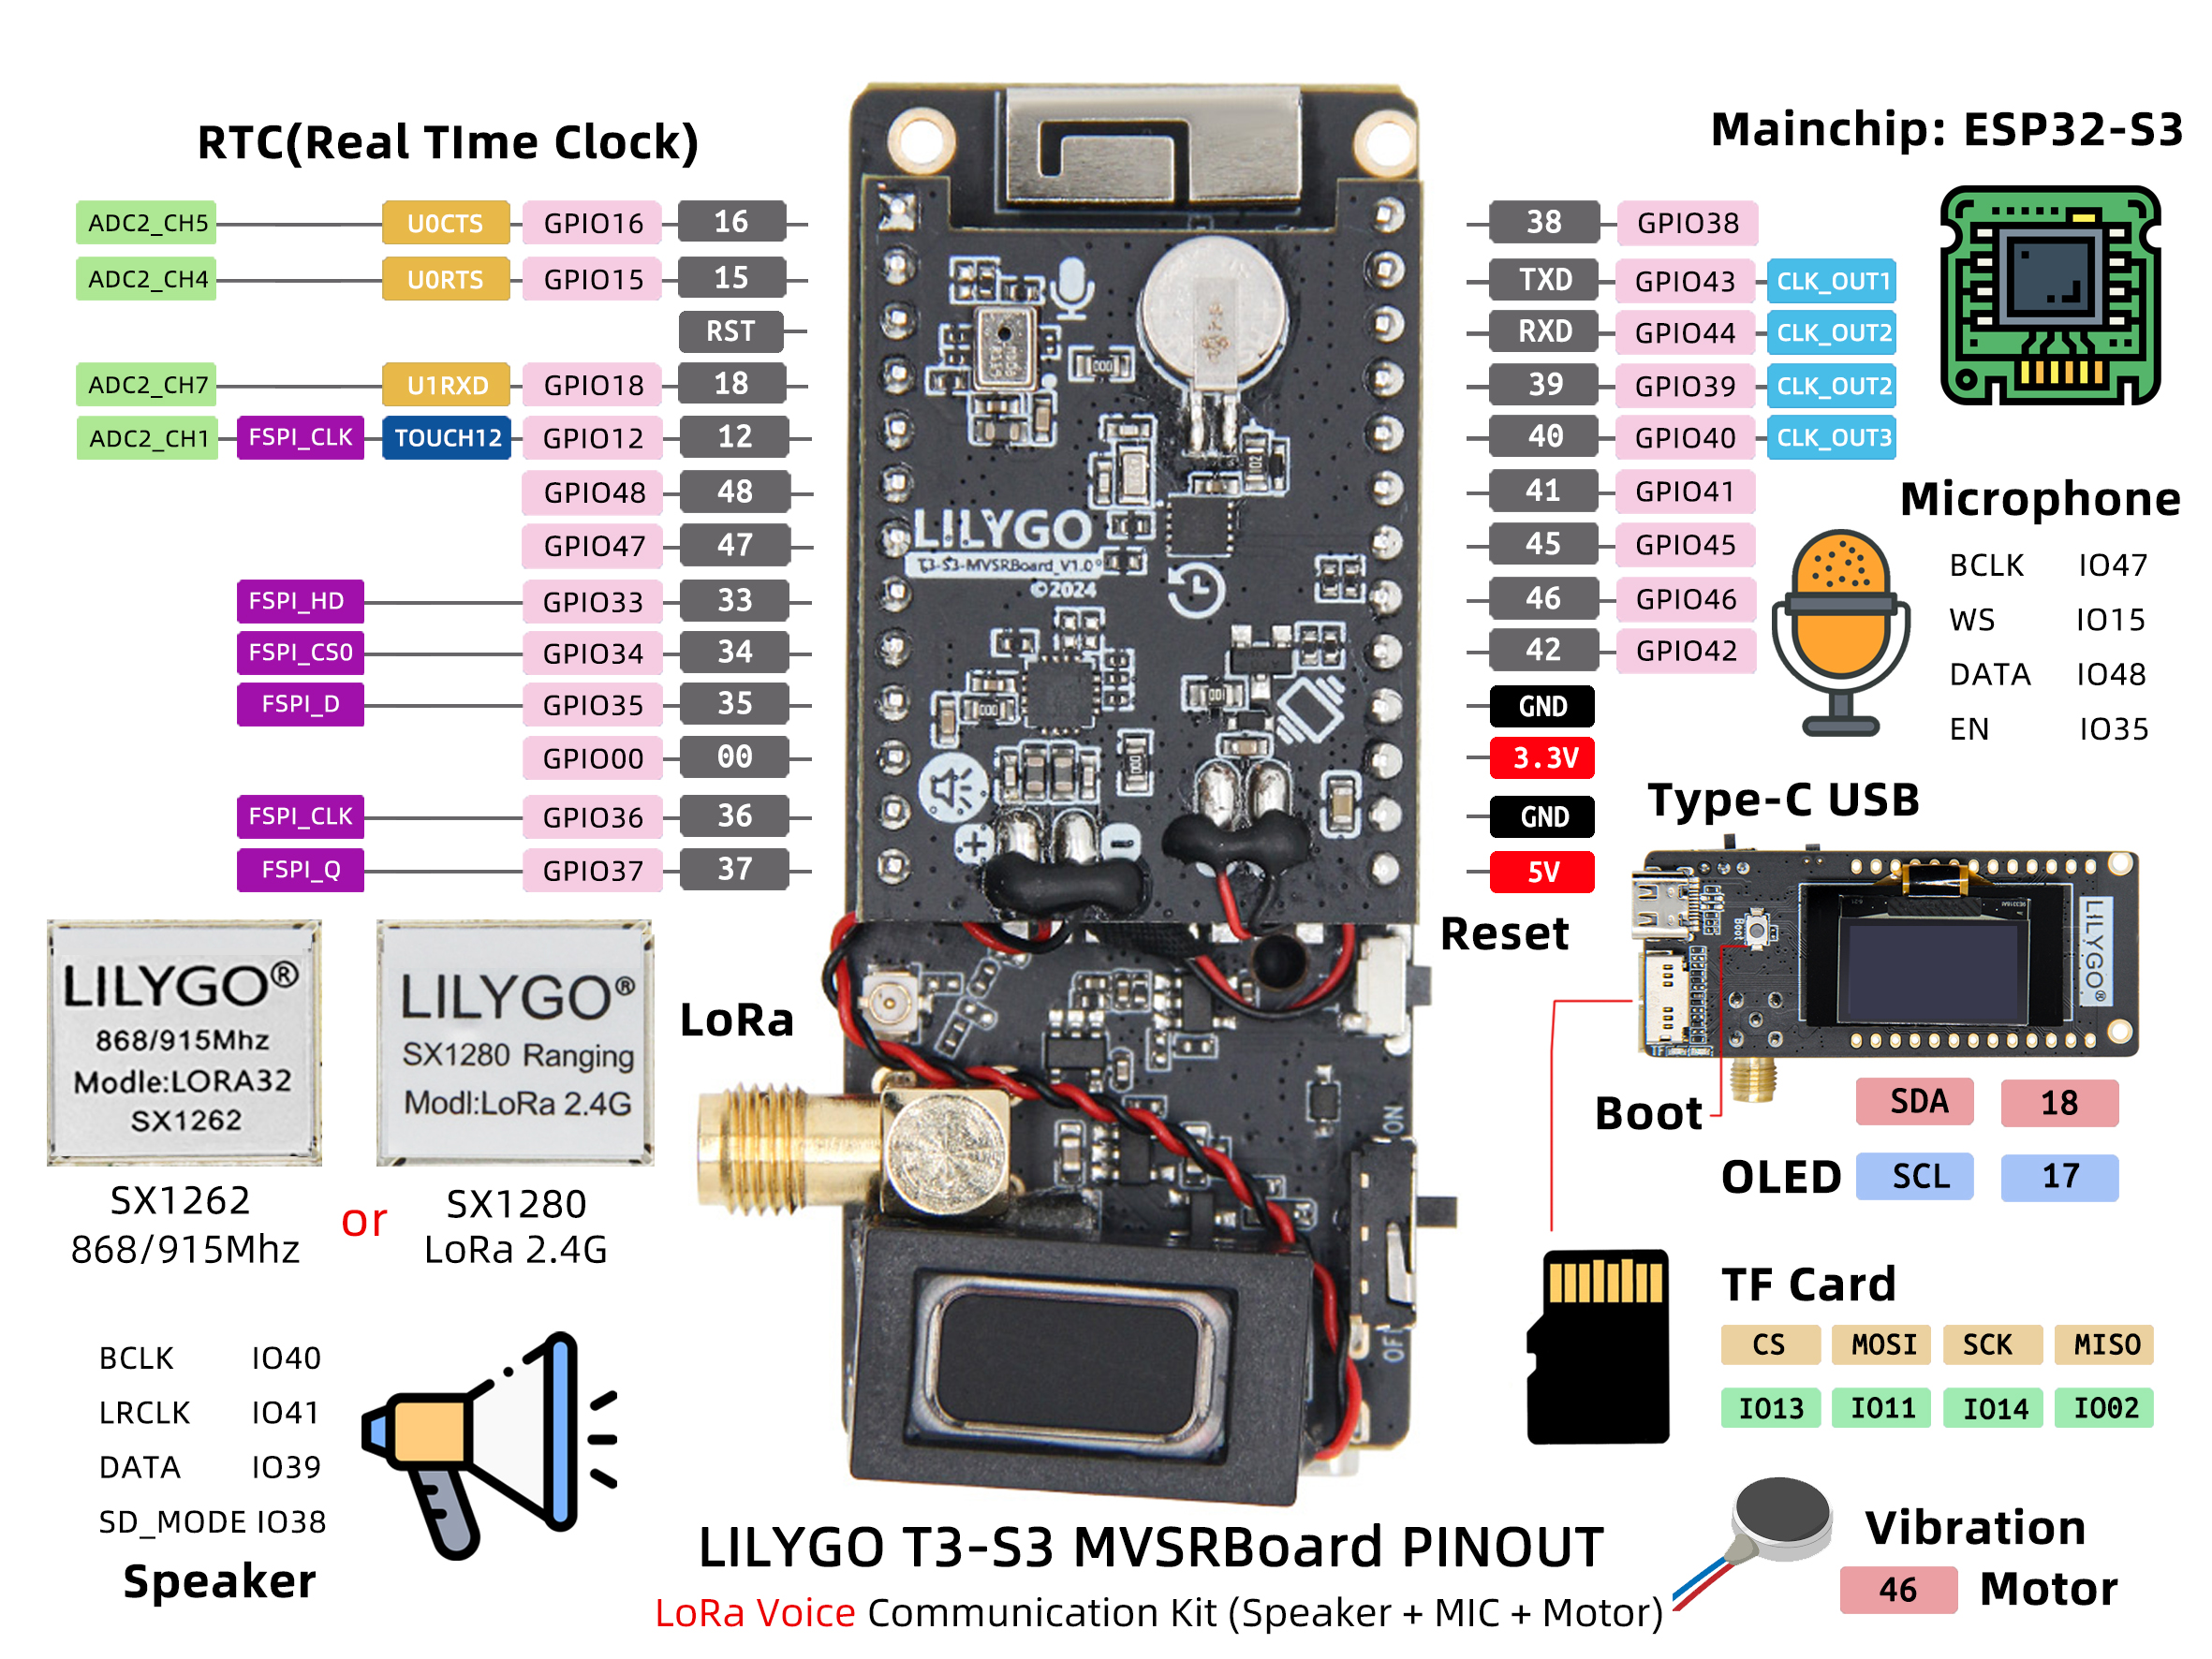 RTC(Real TIme Clock)
Mainchip: ESP32-S3
ADC2_CH5 U0CTS GPIO16 16
ADC2_CH4 U0RTS GPIO15 15
RST
ADC2_CH7 U1RXD GPIO18 18
ADC2_CH1 FSPI_CLK TOUCH12 GPIO12 12
GPIO48 48
GPIO47 47
FSPI_HD GPIO33 33
FSPI_CS0 GPIO34 34
FSPI_D GPIO35 35
GPIO00 00
FSPI_CLK GPIO36 36
FSPI_Q GPIO37 37
38 GPIO38
TXD GPIO43 CLK_OUT1
RXD GPIO44 CLK_OUT2
39 GPIO39 CLK_OUT2
40 GPIO40 CLK_OUT3
41 GPIO41
45 GPIO45
46 GPIO46
42 GPIO42
GND
3.3V
GND
5V
LILYGO
T3-S3-MVSRBoard_V1.0
©2024
+
-
ON
Microphone
BCLK IO47
WS IO15
DATA IO48
EN IO35
Type-C USB
Boot
LILYGO®
TF
Reset
Boot
SDA 18
OLED SCL 17
LoRa
LILYGO®
868/915Mhz
Modle:LORA32
SX1262
LILYGO®
SX1280 Ranging
Modl:LoRa 2.4G
SX1262
868/915Mhz
or
SX1280
LoRa 2.4G
TF Card
CS MOSI SCK MISO
IO13 IO11 IO14 IO02
BCLK IO40
LRCLK IO41
DATA IO39
SD_MODE IO38
Speaker
Vibration
46 Motor
LILYGO T3-S3 MVSRBoard PINOUT
LoRa Voice Communication Kit (Speaker + MIC + Motor)